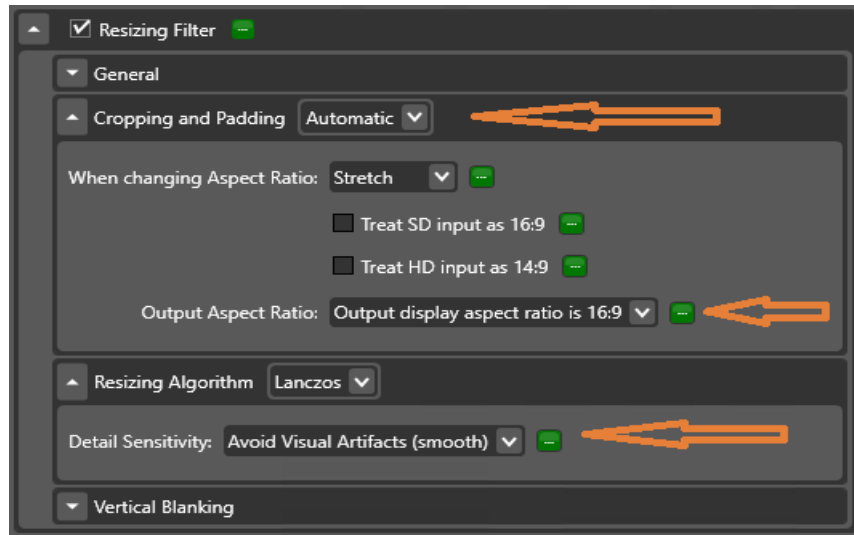 Resizing Filter
General
Cropping and Padding Automatic
When changing Aspect Ratio: Stretch
Treat SD input as 16:9
Treat HD input as 14:9
Output Aspect Ratio: Output display aspect ratio is 16:9
Resizing Algorithm Lanczos
Detail Sensitivity: Avoid Visual Artifacts (smooth)
Vertical Blanking